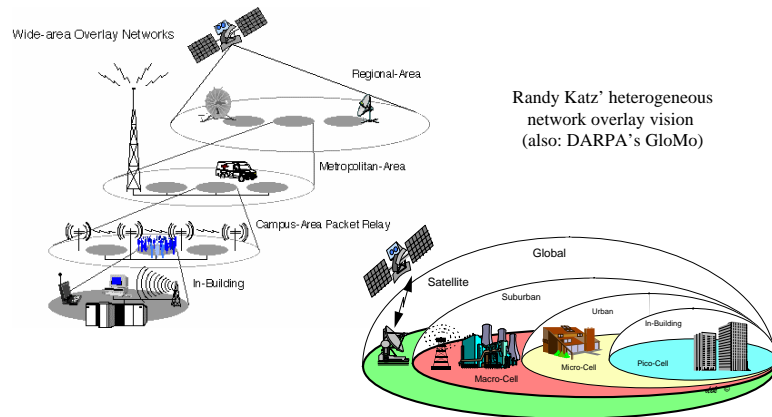 Wide-area Overlay Networks
Regional-Area
Randy Katz' heterogeneous
network overlay vision
(also: DARPA's GloMo)
Metropolitan-Area
Campus-Area Packet Relay
In-Building
Global
Satellite
Suburban
Urban
In-Building
Macro-Cell
Micro-Cell
Pico-Cell